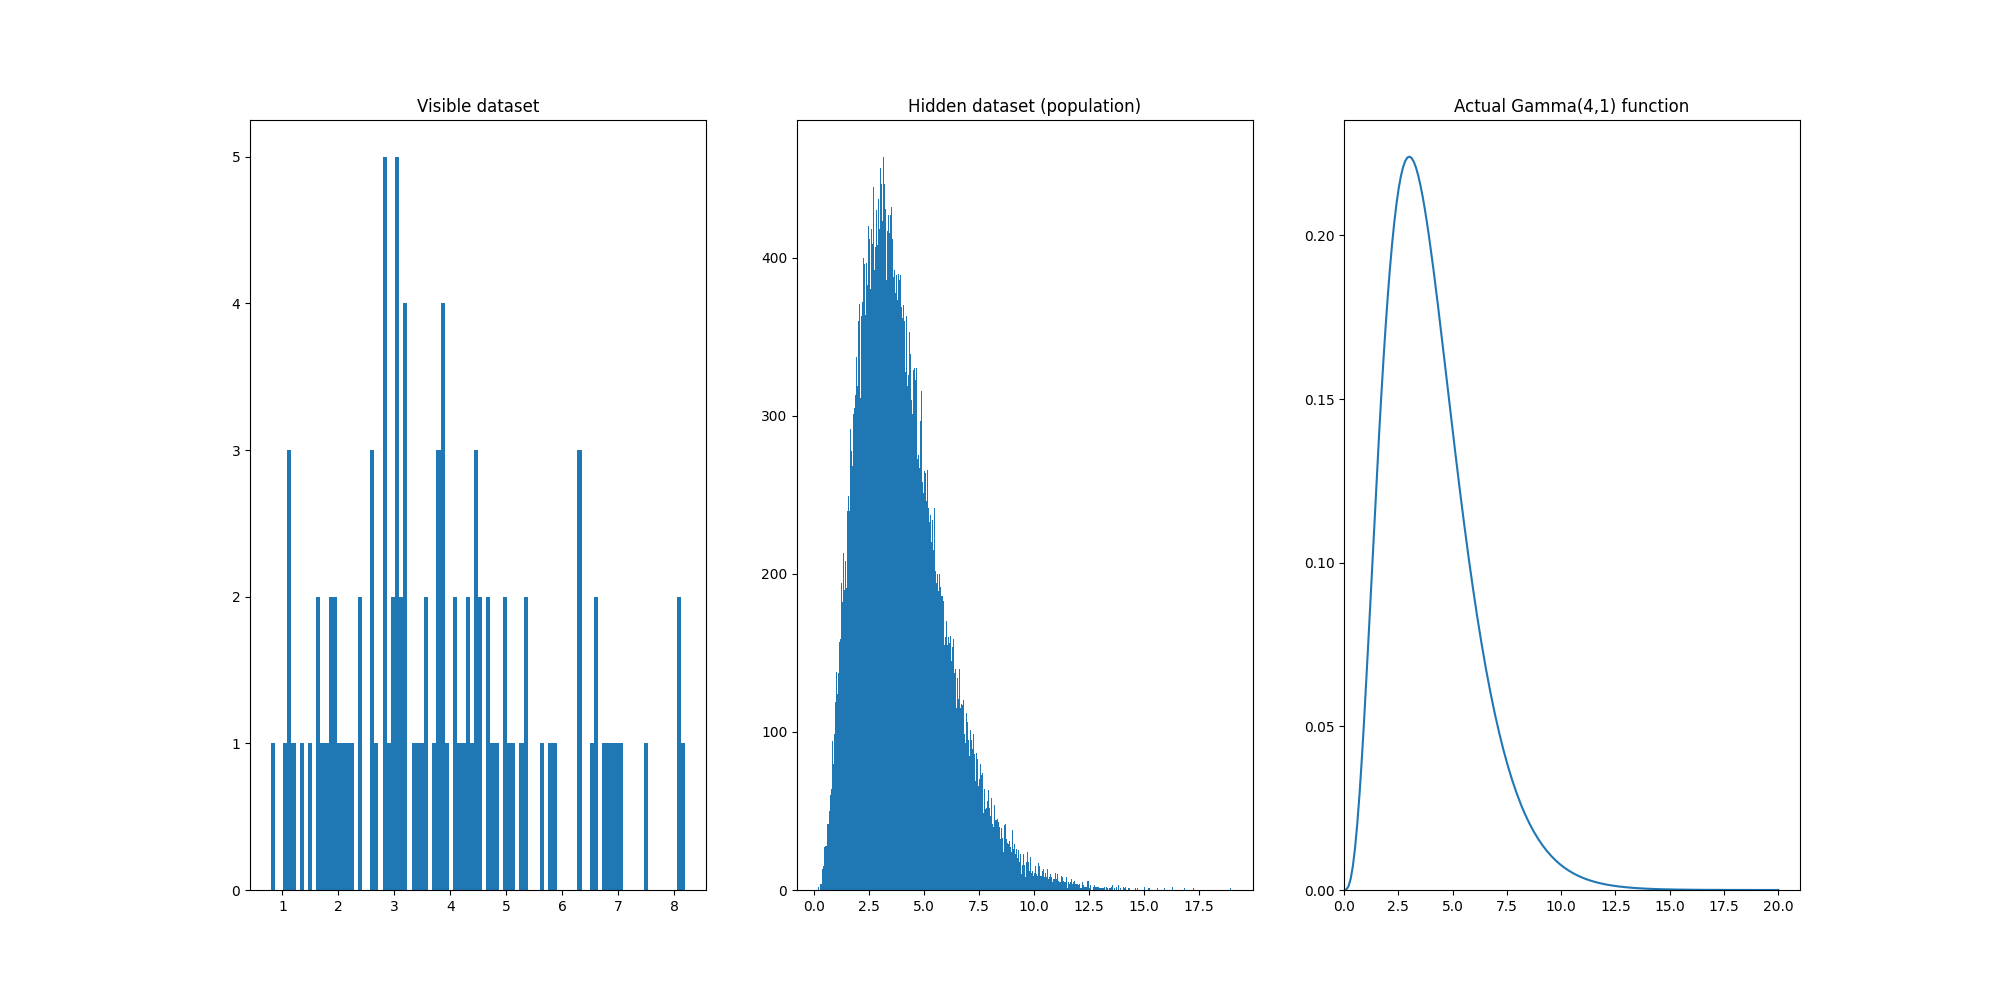 Visible dataset
5
4
3
2
1
0
1 2 3 4 5 6 7 8
Hidden dataset (population)
400
300
200
100
0
0.0 2.5 5.0 7.5 10.0 12.5 15.0 17.5
Actual Gamma(4,1) function
0.20
0.15
0.10
0.05
0.00
0.0 2.5 5.0 7.5 10.0 12.5 15.0 17.5 20.0